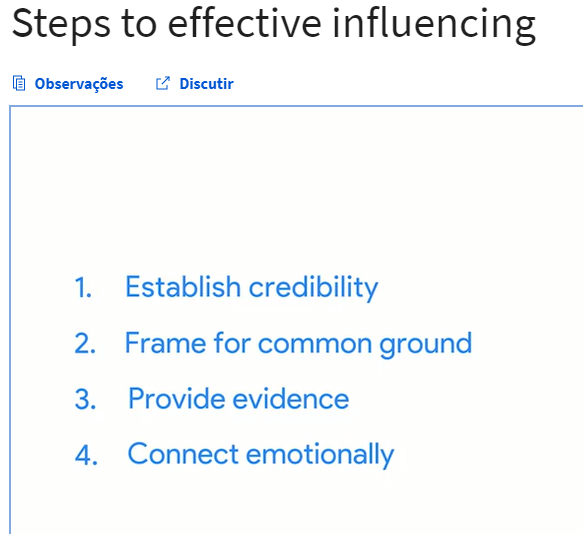 Steps to effective influencing
Observações Discutir
1. Establish credibility
2. Frame for common ground
3. Provide evidence
4. Connect emotionally